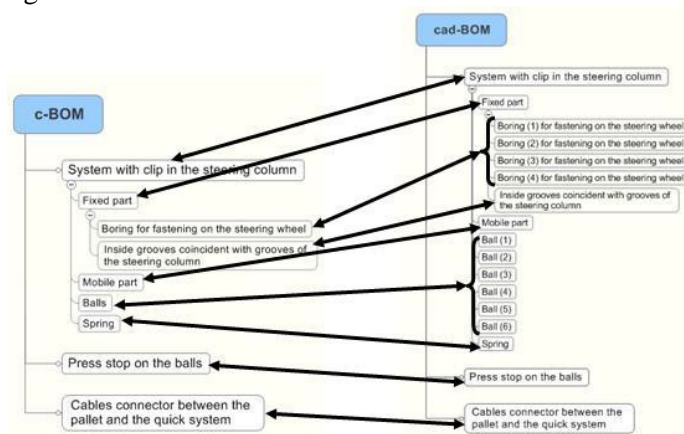 c-BOM
System with clip in the steering column
Fixed part
Boring for fastening on the steering wheel
Inside grooves coincident with grooves of
the steering column
Mobile part
Balls
Spring
Press stop on the balls
Cables connector between the
pallet and the quick system
cad-BOM
System with clip in the steering column
Fixed part
Boring (1) for fastening on the steering wheel
Boring (2) for fastening on the steering wheel
Boring (3) for fastening on the steering wheel
Boring (4) for fastening on the steering wheel
Inside grooves coincident with grooves of
the steering column
Mobile part
Ball (1)
Ball (2)
Ball (3)
Ball (4)
Ball (5)
Ball (6)
Spring
Press stop on the balls
Cables connector between the
pallet and the quick system